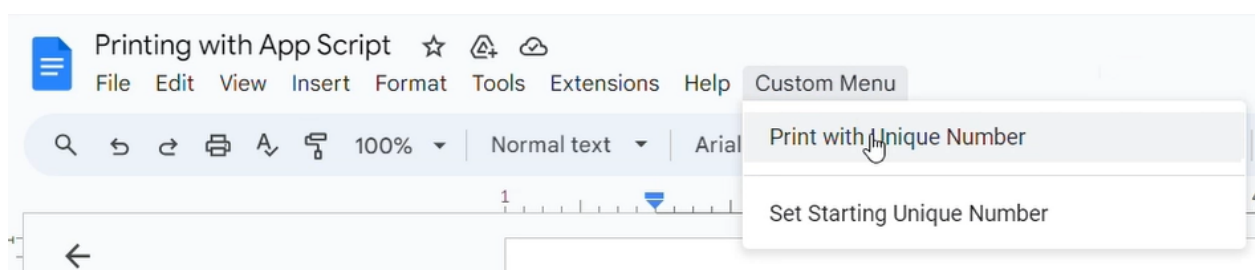 Printing with App Script
File Edit View Insert Format Tools Extensions Help Custom Menu
100% Normal text Arial
Print with Unique Number
1
Set Starting Unique Number